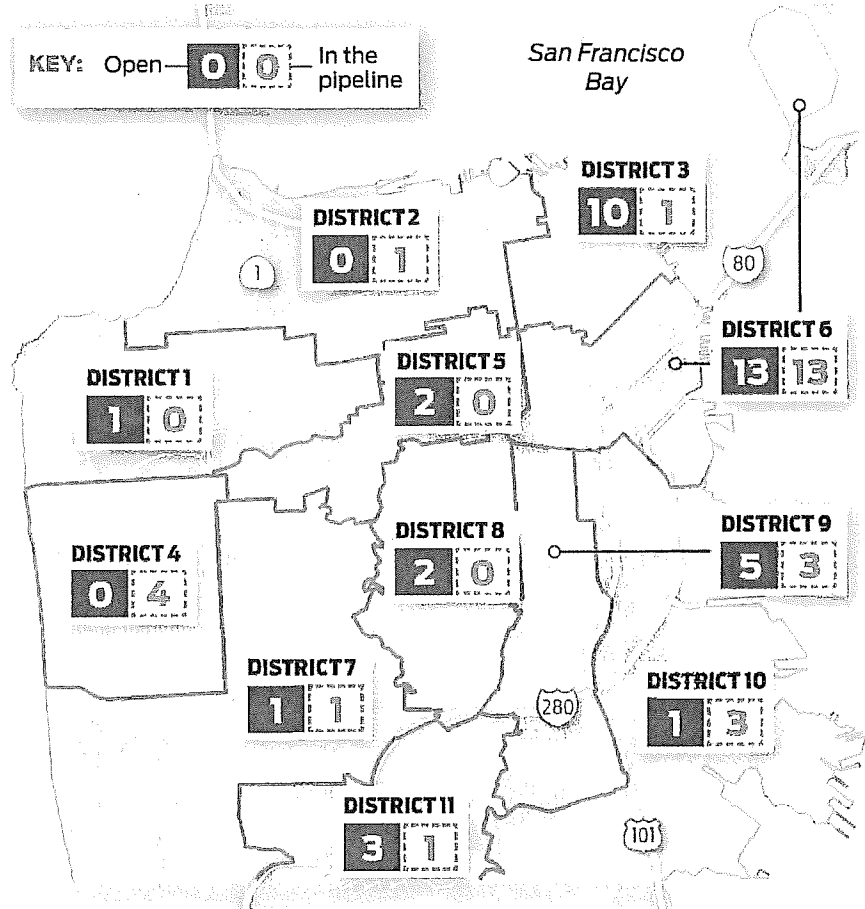 KEY: Open 0 0 In the
pipeline
San Francisco
Bay
DISTRICT 3
10 1
DISTRICT 2
0 1
1
80
DISTRICT 6
13 13
DISTRICT 5
2 0
DISTRICT 1
1 0
DISTRICT 9
5 3
DISTRICT 8
2 0
DISTRICT 4
0 4
DISTRICT 7
1 1
DISTRICT 10
1 3
280
DISTRICT 11
3 1
101